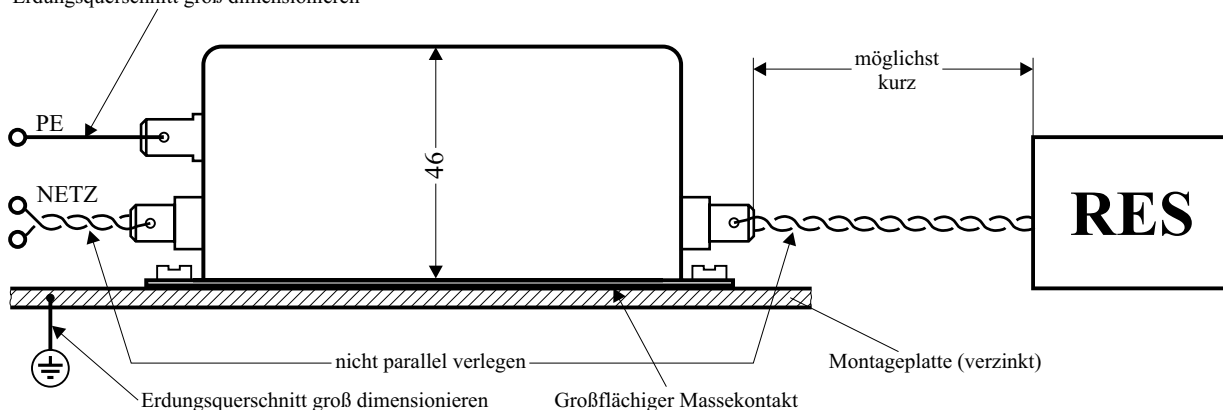 Erdungsquerschnitt groß dimensionieren
möglichst
kurz
PE
46
NETZ
RES
nicht parallel verlegen
Montageplatte (verzinkt)
Erdungsquerschnitt groß dimensionieren
Großflächiger Massekontakt